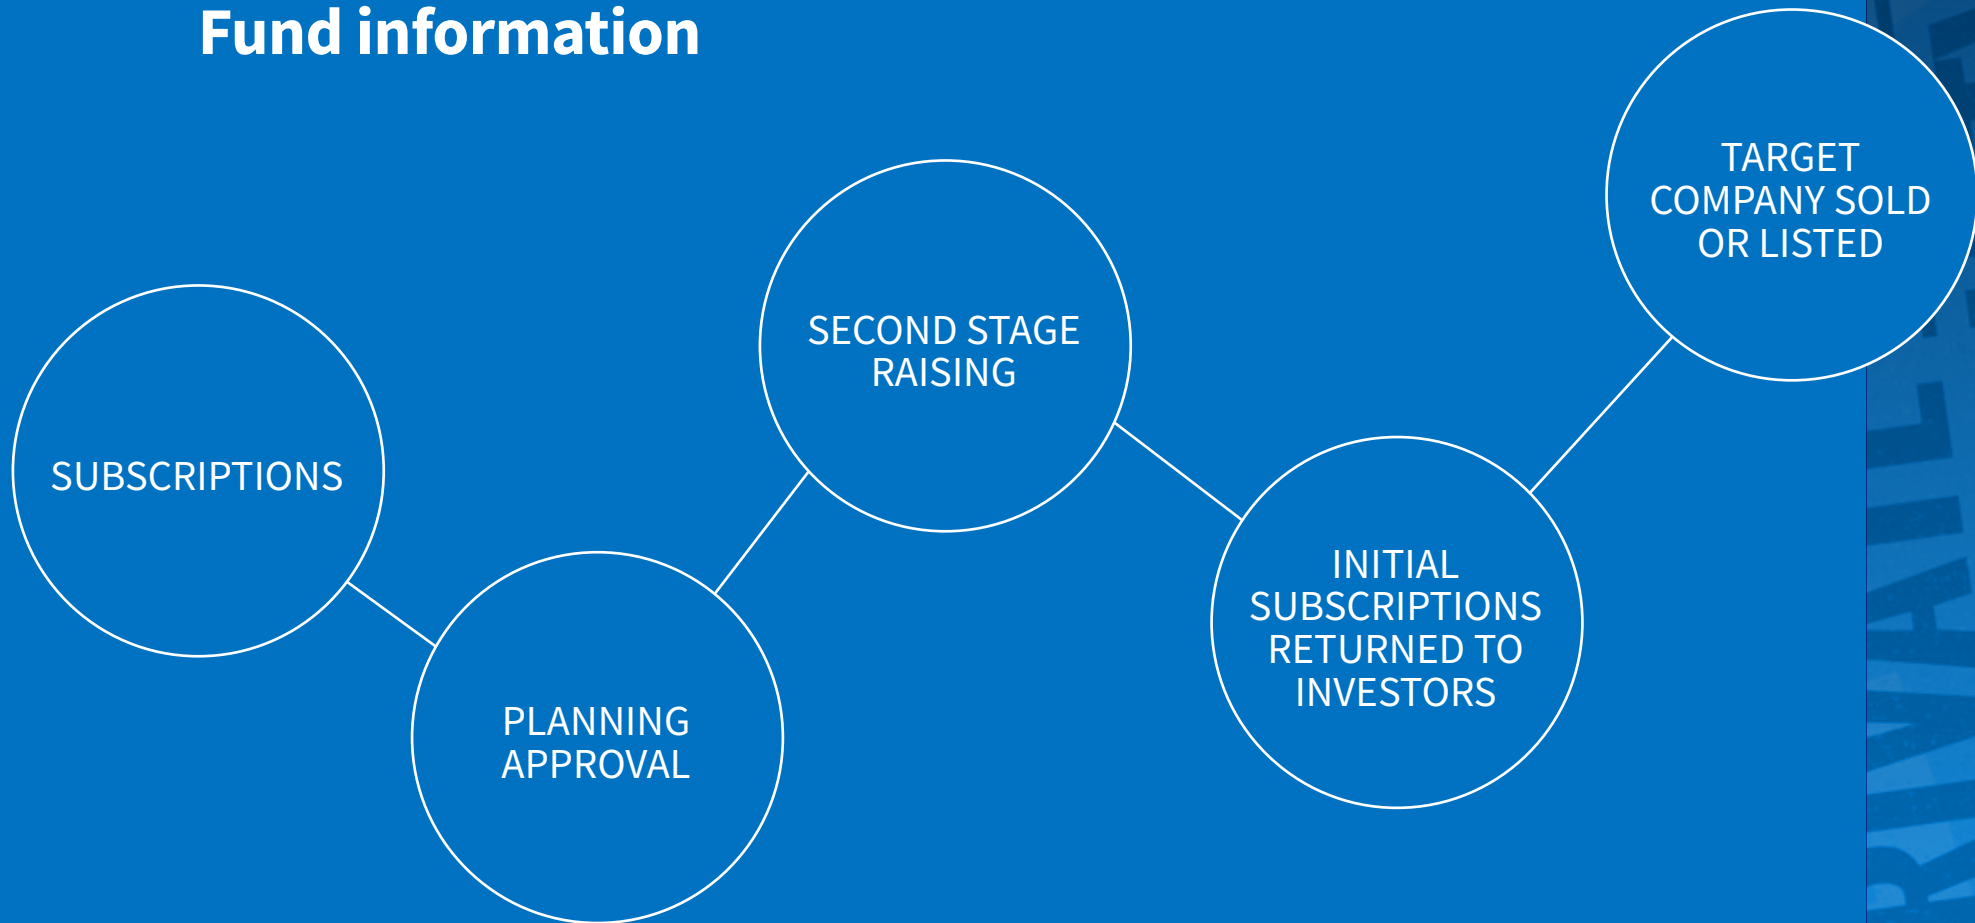 Fund information
SUBSCRIPTIONS
PLANNING
APPROVAL
SECOND STAGE
RAISING
INITIAL
SUBSCRIPTIONS
RETURNED TO
INVESTORS
TARGET
COMPANY SOLD
OR LISTED